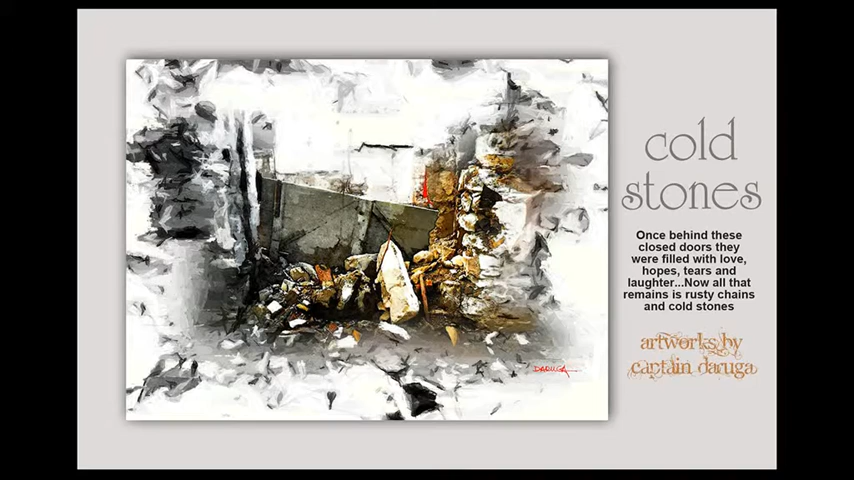 cold
stones
Once behind these
closed doors they
were filled with love,
hopes, tears and
laughter...Now all that
remains is rusty chains
and cold stones
artworks by
captain daruga
DARUGA